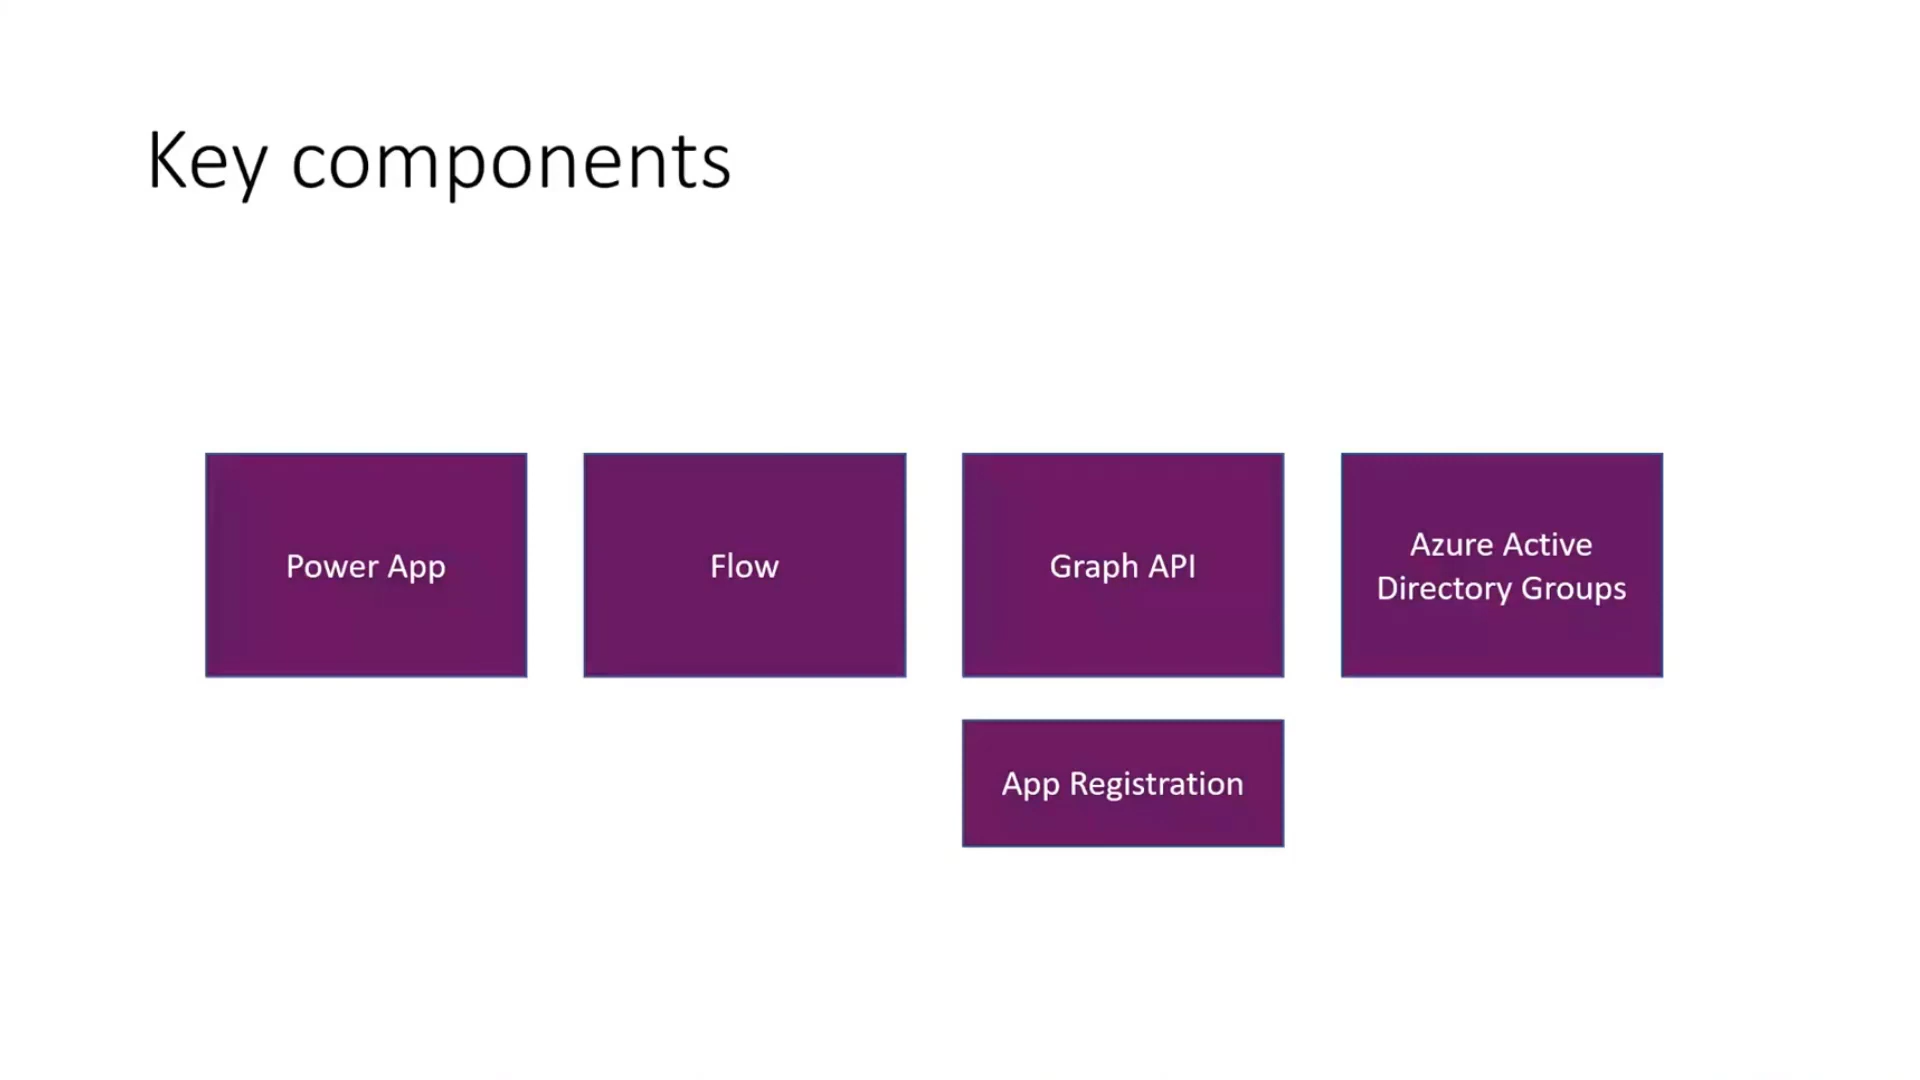 Key components
Power App
Flow
Graph API
Azure Active
Directory Groups
App Registration